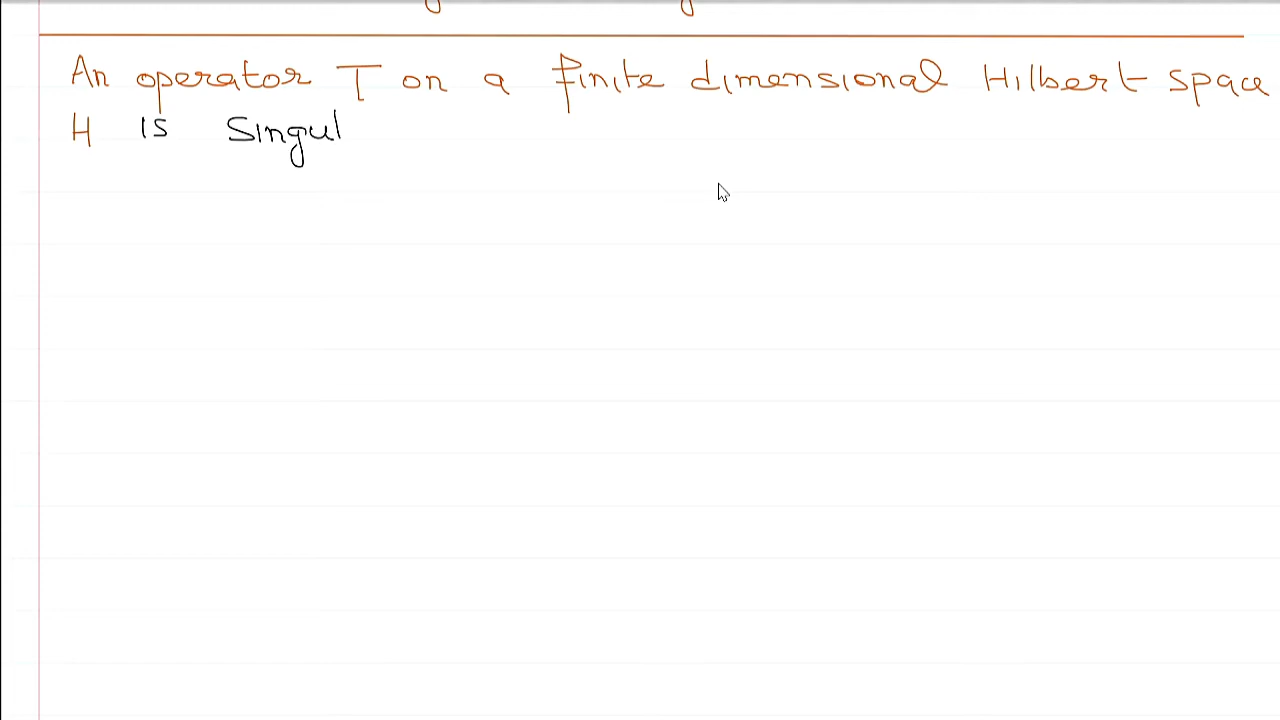 An operator T on a finite dimensional Hilbert space
H is Singul